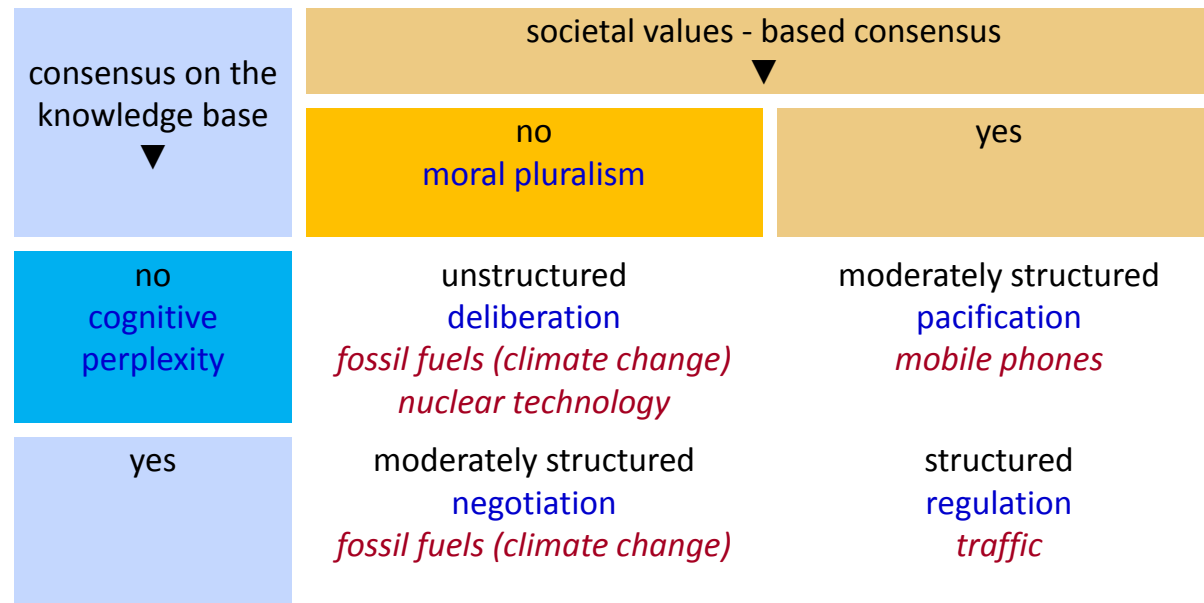 consensus on the
knowledge base
▼
societal values - based consensus
▼
no
moral pluralism
yes
no
cognitive
perplexity
unstructured
deliberation
fossil fuels (climate change)
nuclear technology
moderately structured
pacification
mobile phones
yes
moderately structured
negotiation
fossil fuels (climate change)
structured
regulation
traffic